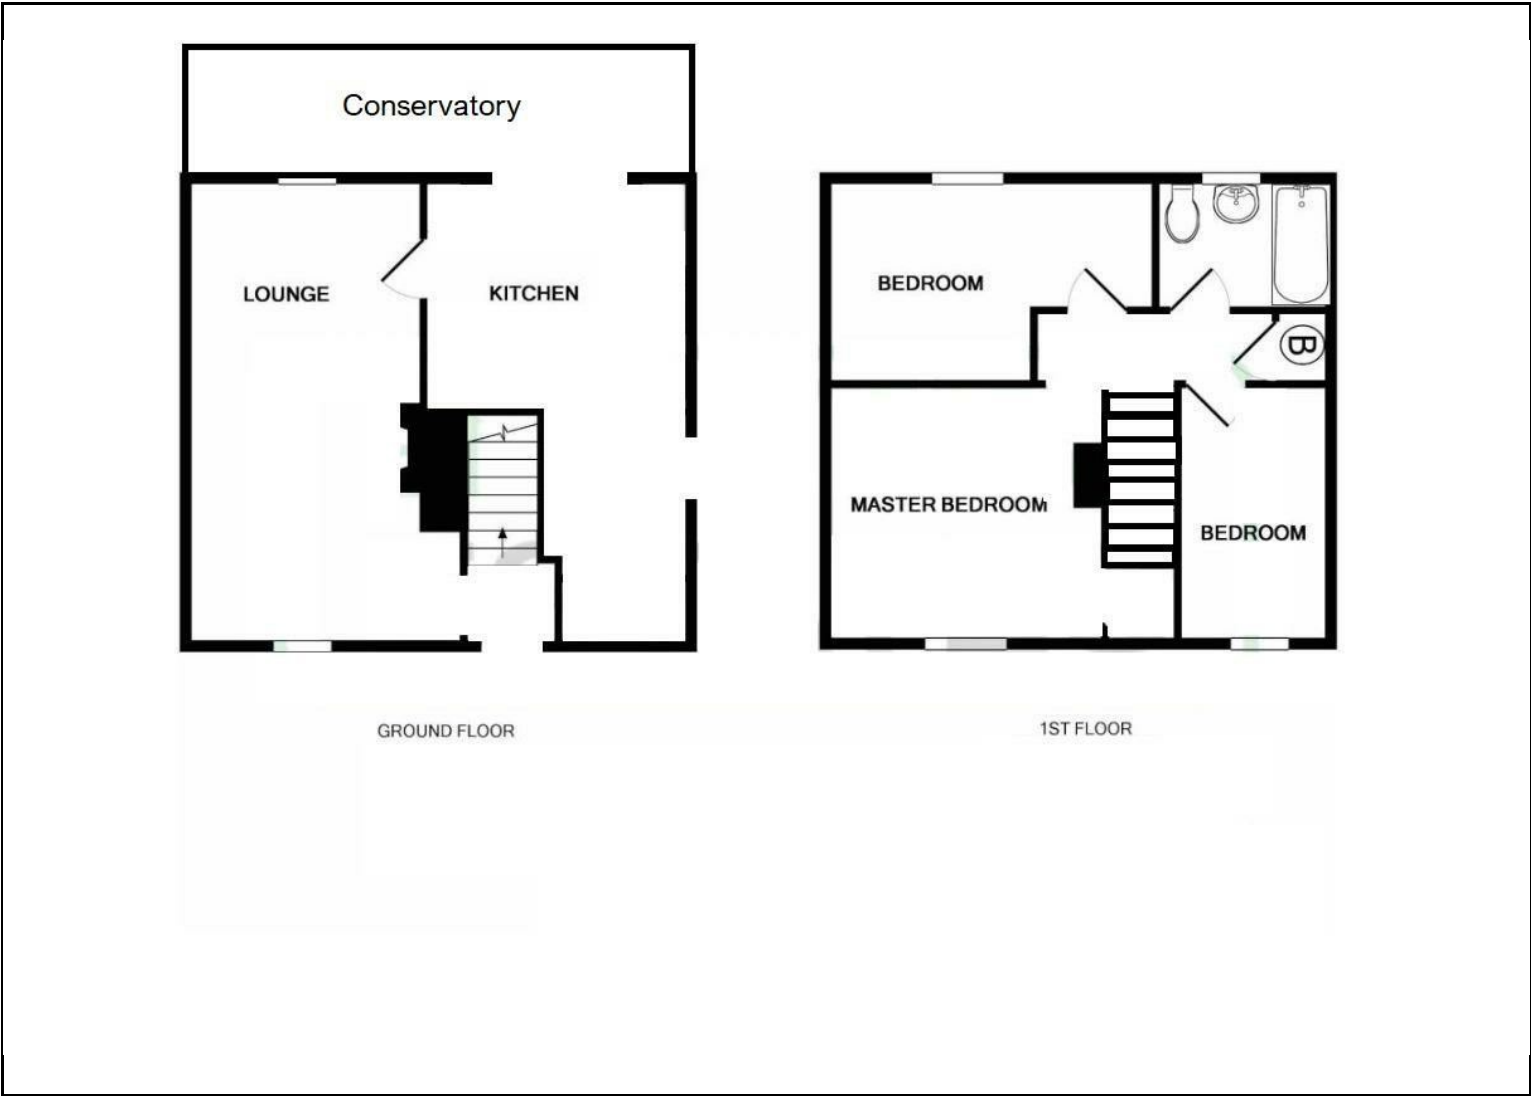 Conservatory
LOUNGE
KITCHEN
BEDROOM
B
MASTER BEDROOM
BEDROOM
GROUND FLOOR
1ST FLOOR